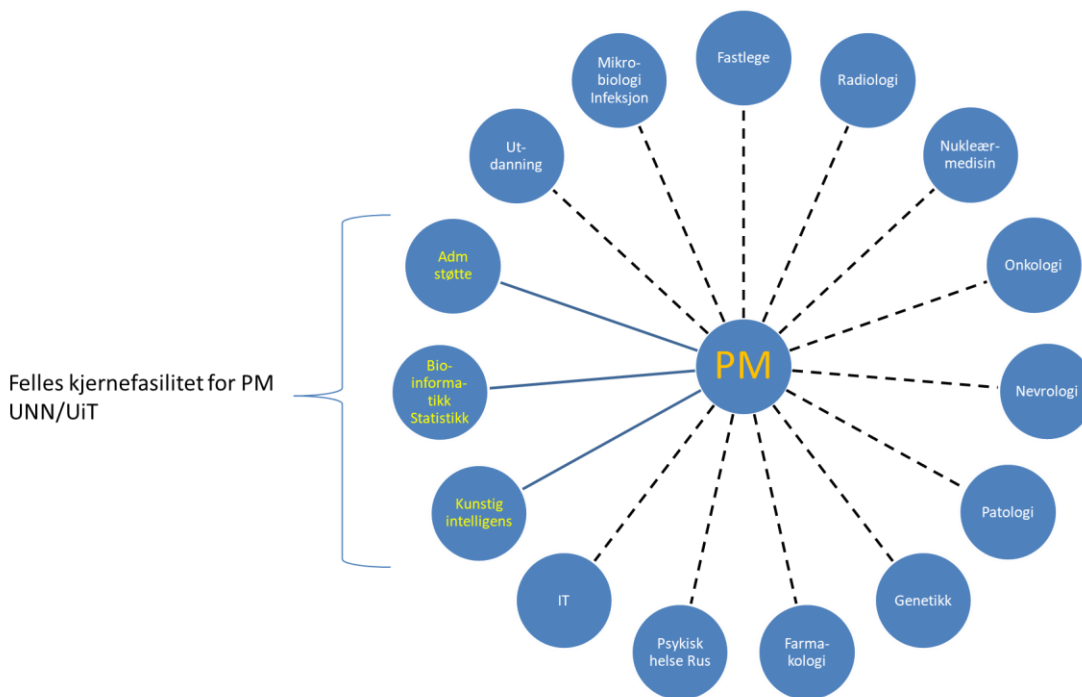 Mikro-
biologi
Infeksjon
Fastlege
Radiologi
Ut-
danning
Nukleær-
medisin
Adm
støtte
Onkologi
Felles kjernefasilitet for PM
UNN/UiT
Bio-
informa-
tikk
Statistikk
PM
Nevrologi
Kunstig
intelligens
Patologi
IT
Genetikk
Psykisk
helse Rus
Farma-
kologi